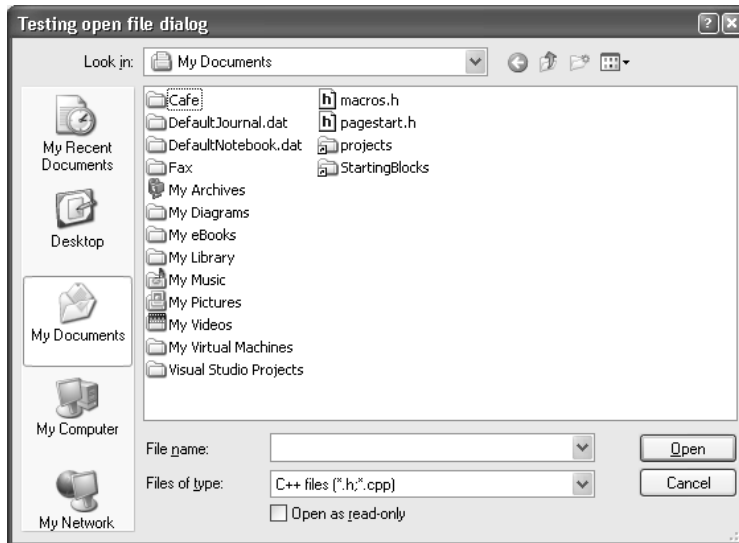 Testing open file dialog
Look in:
My Documents
My Recent
Documents
Desktop
My Documents
My Computer
My Network
Cafe
DefaultJournal.dat
DefaultNotebook.dat
Fax
My Archives
My Diagrams
My eBooks
My Library
My Music
My Pictures
My Videos
My Virtual Machines
Visual Studio Projects
macros.h
pagestart.h
projects
StartingBlocks
File name:
Open
Files of type:
C++ files (*.h;*.cpp)
Cancel
Open as read-only